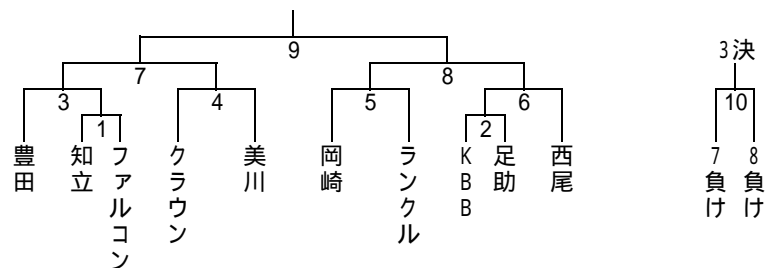 9
3決
7
8
3
4
5
6
10
1
2
豊田
知立
ファルコン
クラウン
美川
岡崎
ランクル
KBB
足助
西尾
7負け
8負け